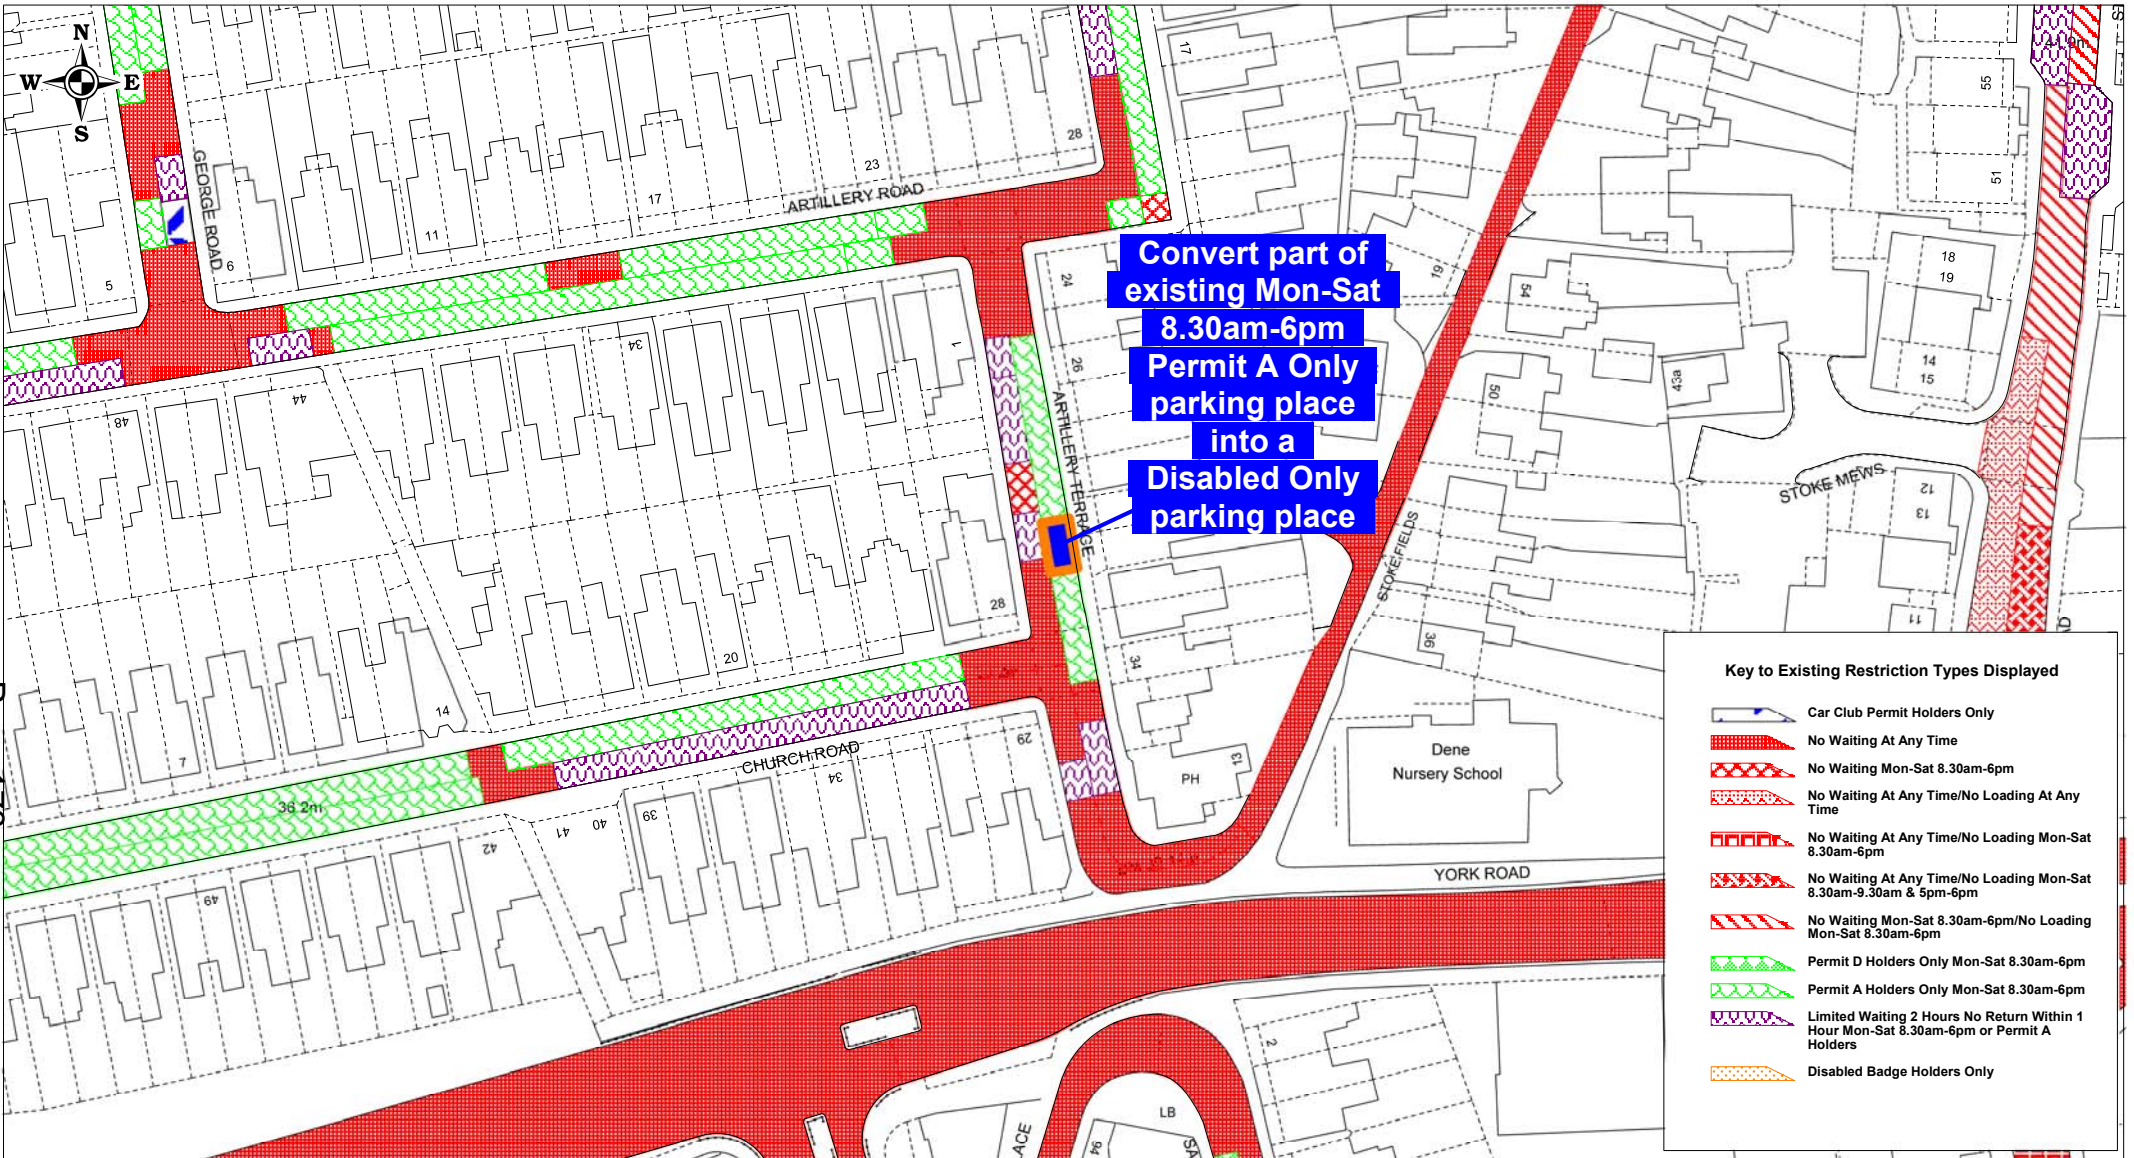 N
W
E
S
GEORGE ROAD
5
6
11
17
23
28
ARTILLERY ROAD
17
55
51
18
19
14
15
24
26
19
54
50
43a
Convert part of
existing Mon-Sat
8.30am-6pm
Permit A Only
parking place
into a
Disabled Only
parking place
ARTILLERY TERRACE
STOKE MEWS
12
13
11
STOKEFIELDS
36
48
44
34
1
28
20
14
7
38.2m
CHURCH ROAD
34
29
39
40
41
42
49
34
13
PH
Dene
Nursery School
YORK ROAD
2
LB
94
ACE
SA
AD
Key to Existing Restriction Types Displayed
Car Club Permit Holders Only
No Waiting At Any Time
No Waiting Mon-Sat 8.30am-6pm
No Waiting At Any Time/No Loading At Any
Time
No Waiting At Any Time/No Loading Mon-Sat
8.30am-6pm
No Waiting At Any Time/No Loading Mon-Sat
8.30am-9.30am & 5pm-6pm
No Waiting Mon-Sat 8.30am-6pm/No Loading
Mon-Sat 8.30am-6pm
Permit D Holders Only Mon-Sat 8.30am-6pm
Permit A Holders Only Mon-Sat 8.30am-6pm
Limited Waiting 2 Hours No Return Within 1
Hour Mon-Sat 8.30am-6pm or Permit A
Holders
Disabled Badge Holders Only